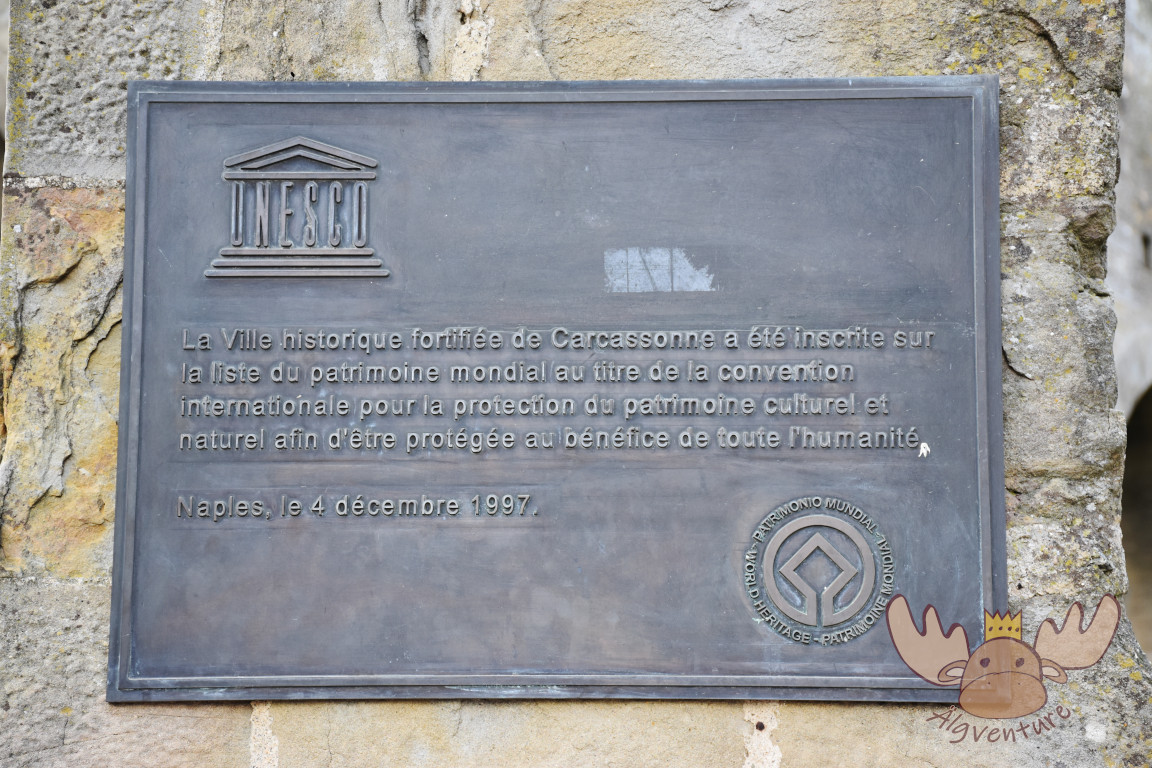 UNESCO
La Ville historique fortifiée de Carcassonne a été inscrite sur
la liste du patrimoine mondial au titre de la convention
internationale pour la protection du patrimoine culturel et
naturel afin d'être protégée au bénéfice de toute l'humanité.
Naples, le 4 décembre 1997.
WORLD HERITAGE - PATRIMONIO MUNDIAL - PATRIMOINE MONDIAL -
Algventure